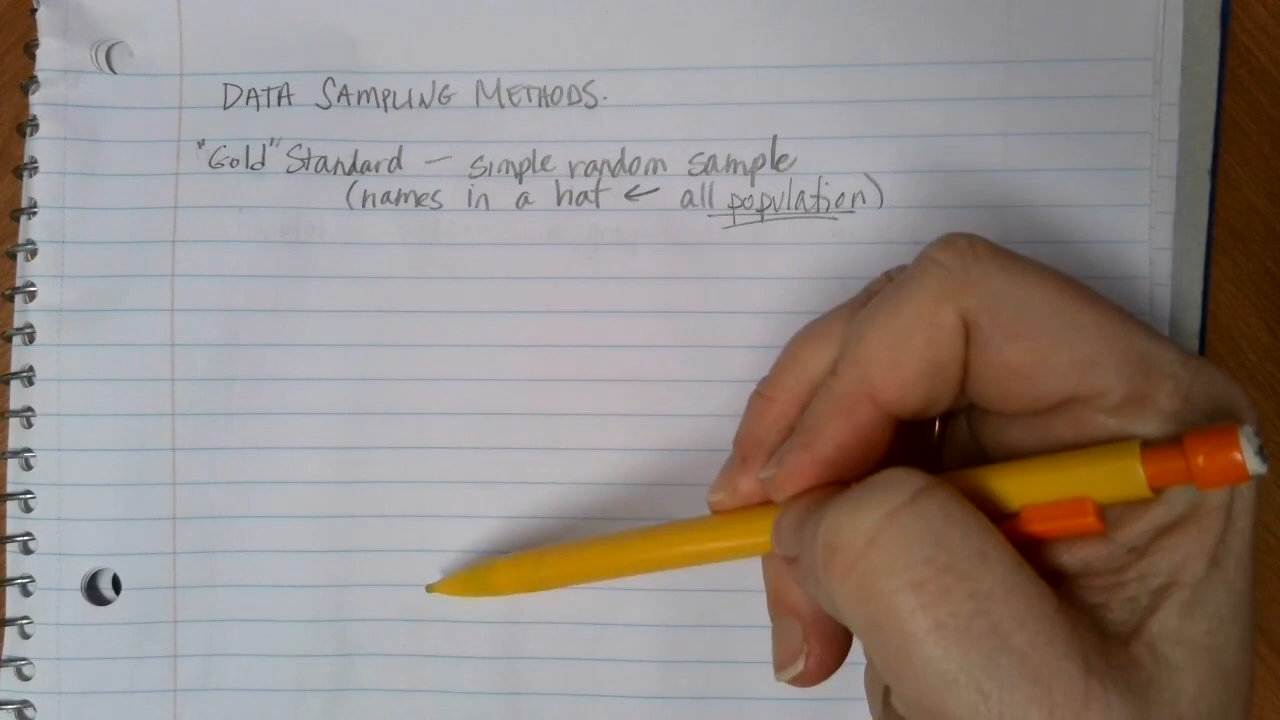 DATA SAMPLING METHODS.
"Gold" Standard – simple random sample
(names in a hat ← all population)